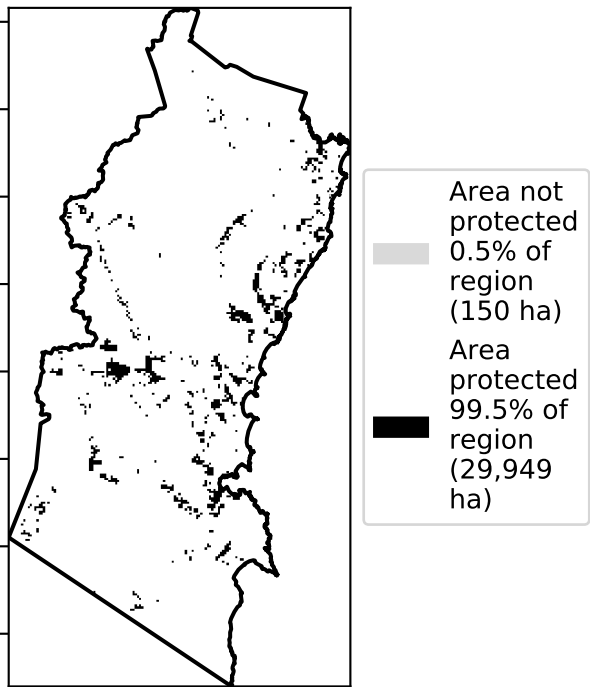 Area not
protected
0.5% of
region
(150 ha)
Area
protected
99.5% of
region
(29,949
ha)